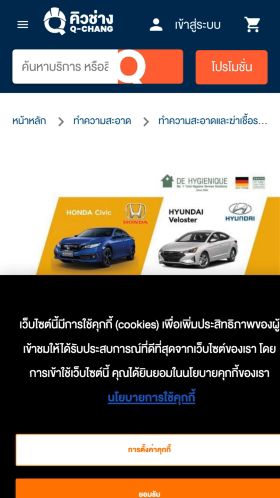 คิวช่าง
Q-CHANG
เข้าสู่ระบบ
ค้นหาบริการ หรือสิ
โปรโมชั่น
หน้าหลัก > ทำความสะอาด > ทำความสะอาดและฆ่าเชื้อร...
DE HYGIENIQUE
HONDA Civic
HONDA
HYUNDAI
Veloster
HYUNDAI
เว็บไซต์นี้มีการใช้คุกกี้ (cookies) เพื่อเพิ่มประสิทธิภาพของผู้
เข้าชมให้ได้รับประสบการณ์ที่ดีที่สุดจากเว็บไซต์ของเรา โดย
การเข้าใช้เว็บไซต์นี้ คุณได้ยินยอมในนโยบายคุกกี้ของเรา
นโยบายการใช้คุกกี้
การตั้งค่าคุกกี้
ยอมรับ